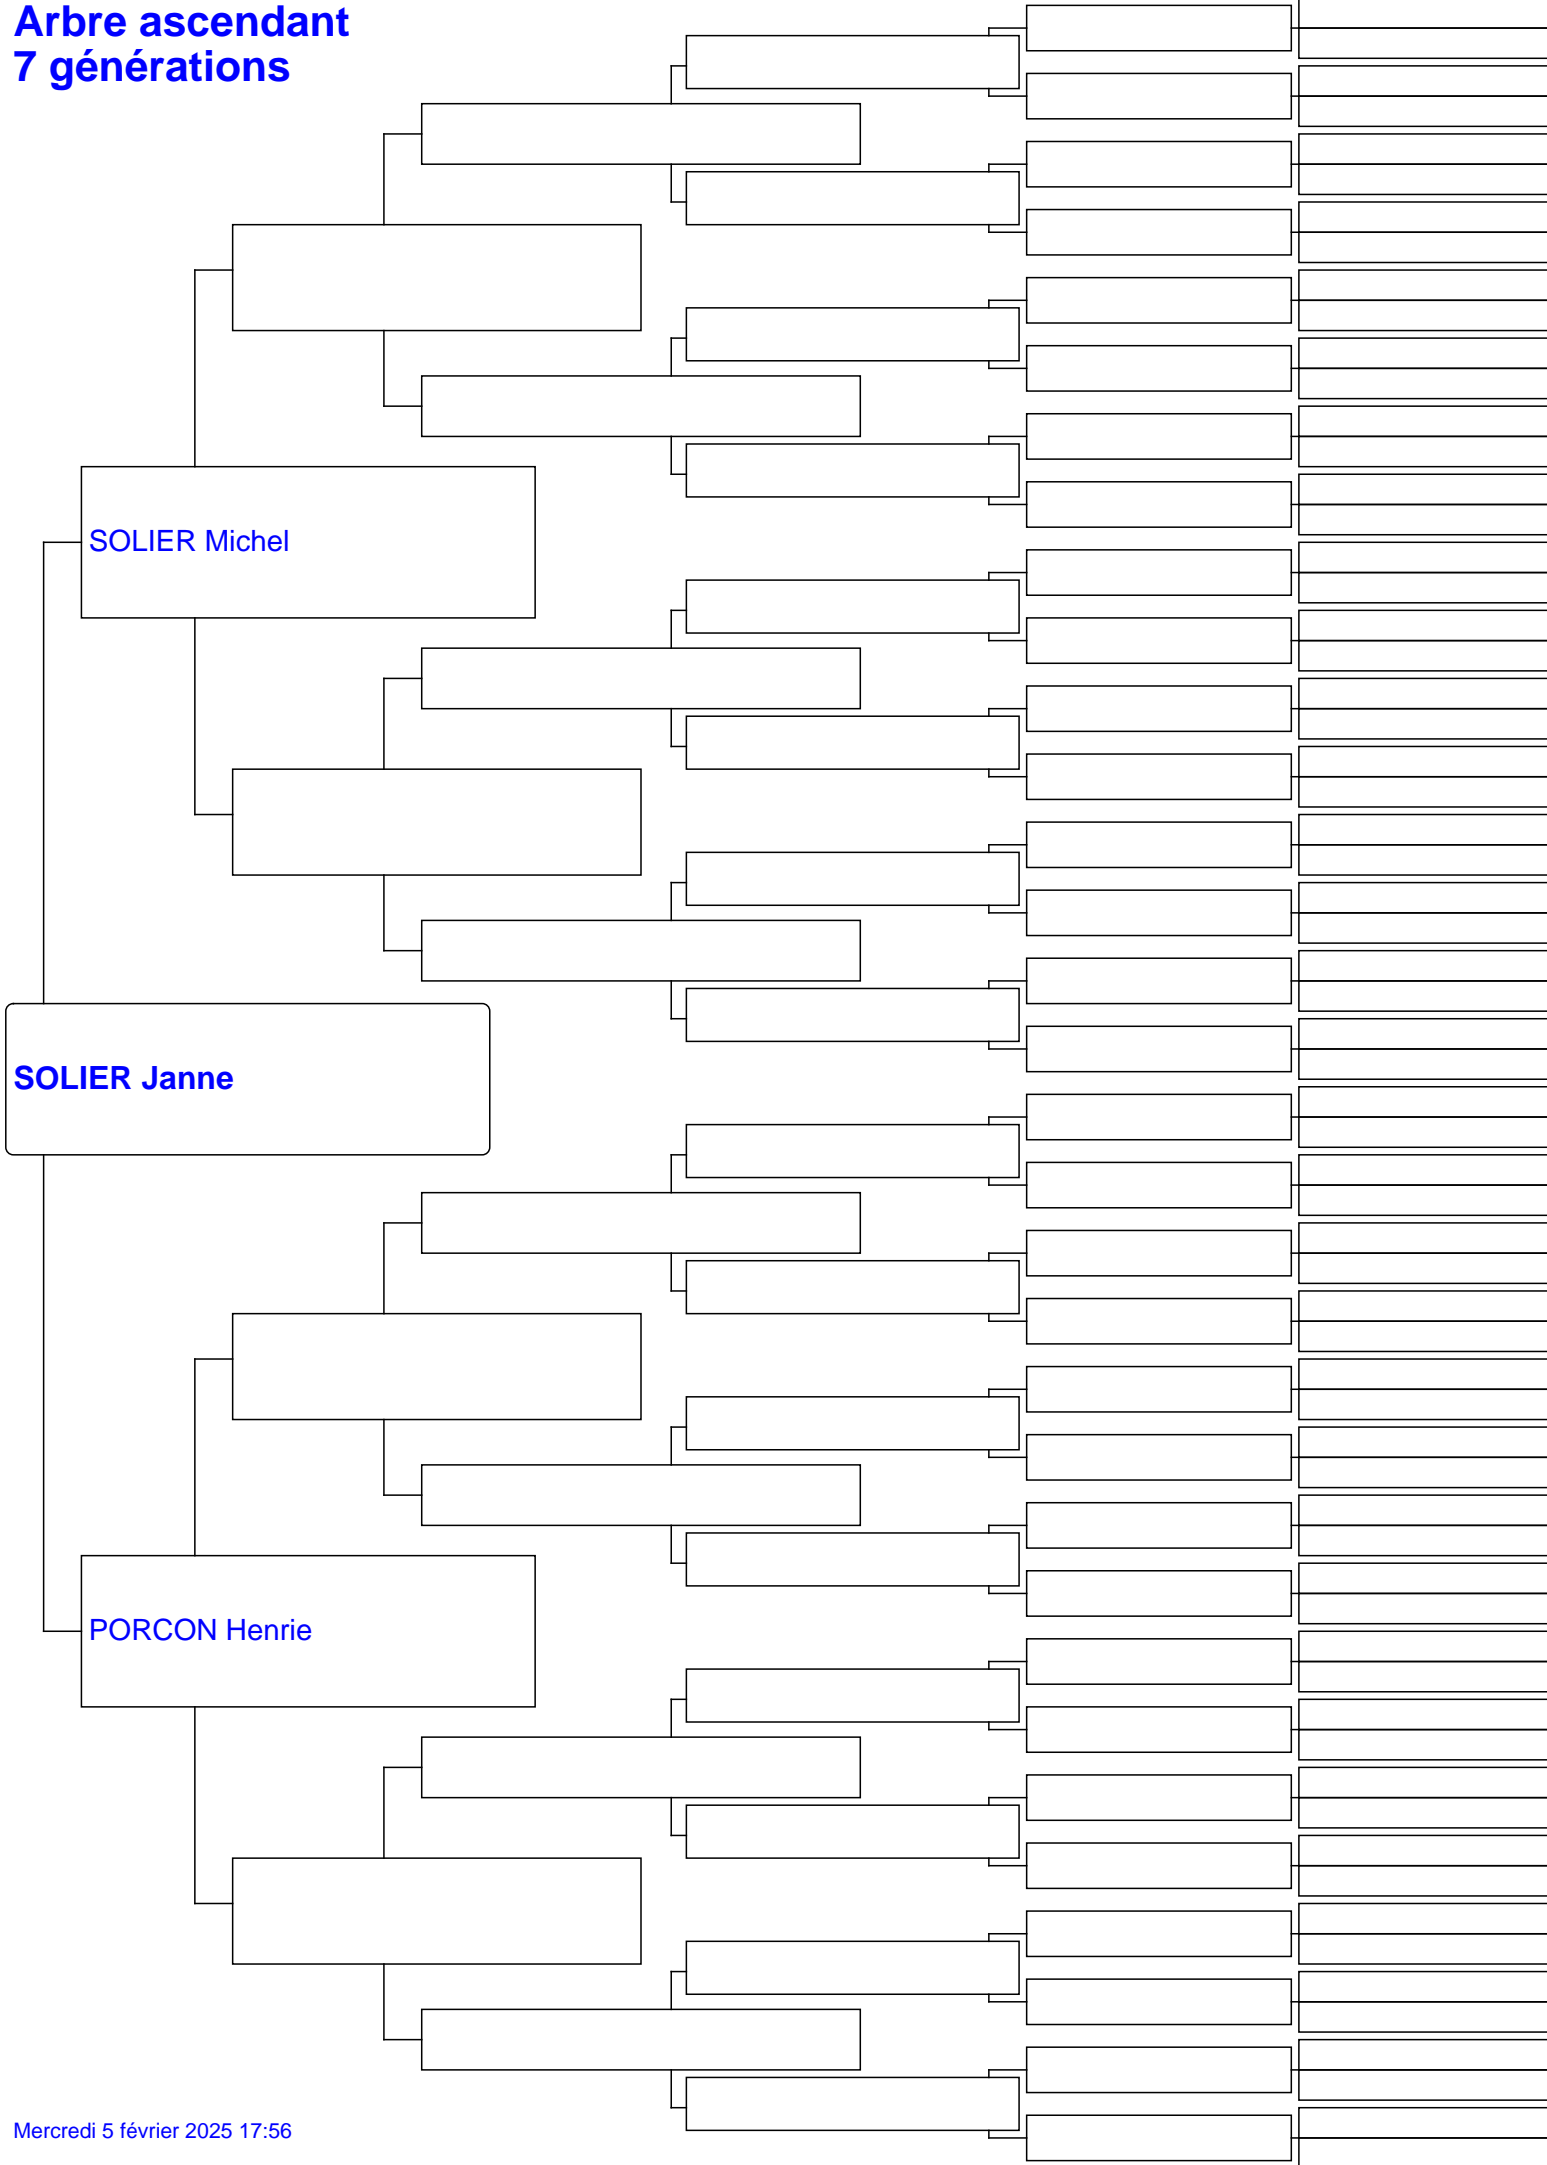 Arbre ascendant
7 générations
SOLIER Michel
SOLIER Janne
PORCON Henrie
Mercredi 5 février 2025 17:56